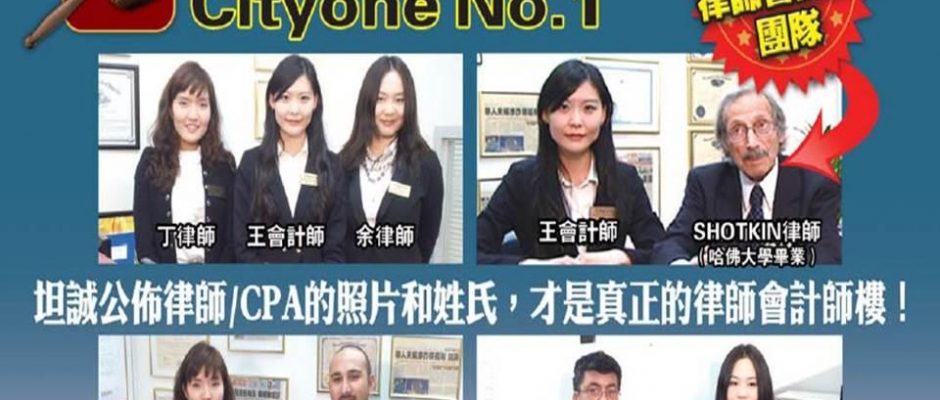 Cityone No.1
團隊
丁律師
王會計師
余律師
王會計師
SHOTKIN律師
(哈佛大學畢業)
坦誠公佈律師/CPA的照片和姓氏,才是真正的律師會計師樓!